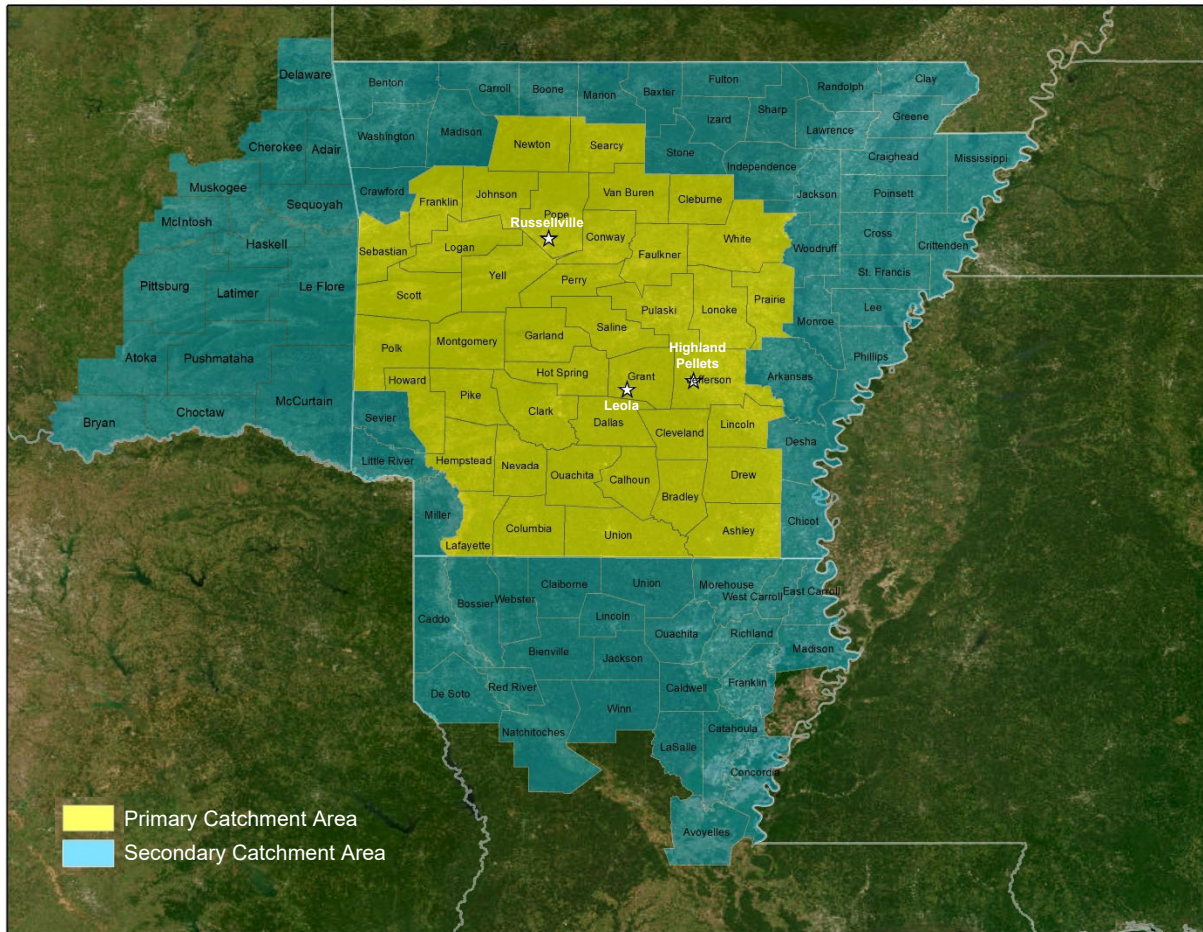 Delaware
Benton
Carroll
Boone
Marion
Baxter
Fulton
Randolph
Clay
Cherokee
Adair
Washington
Madison
Izard
Sharp
Lawrence
Greene
Newton
Searcy
Stone
Independence
Craighead
Mississippi
Muskogee
Sequoyah
Crawford
Franklin
Johnson
Pope
Van Buren
Cleburne
Jackson
Poinsett
McIntosh
Haskell
Sebastian
Logan
Russellville
Conway
Faulkner
White
Woodruff
Cross
Crittenden
Pittsburg
Latimer
Le Flore
Scott
Yell
Perry
Pulaski
Lonoke
Prairie
St. Francis
Lee
Monroe
Atoka
Pushmataha
Polk
Montgomery
Garland
Saline
Highland
Pellets
Phillips
Bryan
Choctaw
McCurtain
Howard
Pike
Hot Spring
Grant
Jefferson
Arkansas
Sevier
Clark
Leola
Dallas
Cleveland
Lincoln
Desha
Little River
Hempstead
Nevada
Ouachita
Calhoun
Bradley
Drew
Miller
Lafayette
Columbia
Union
Ashley
Chicot
Caddo
Bossier
Webster
Claiborne
Union
Morehouse
West Carroll
East Carroll
Lincoln
Ouachita
Richland
Madison
Bienville
Jackson
De Soto
Red River
Caldwell
Franklin
Natchitoches
Winn
LaSalle
Catahoula
Concordia
Avoyelles
Primary Catchment Area
Secondary Catchment Area